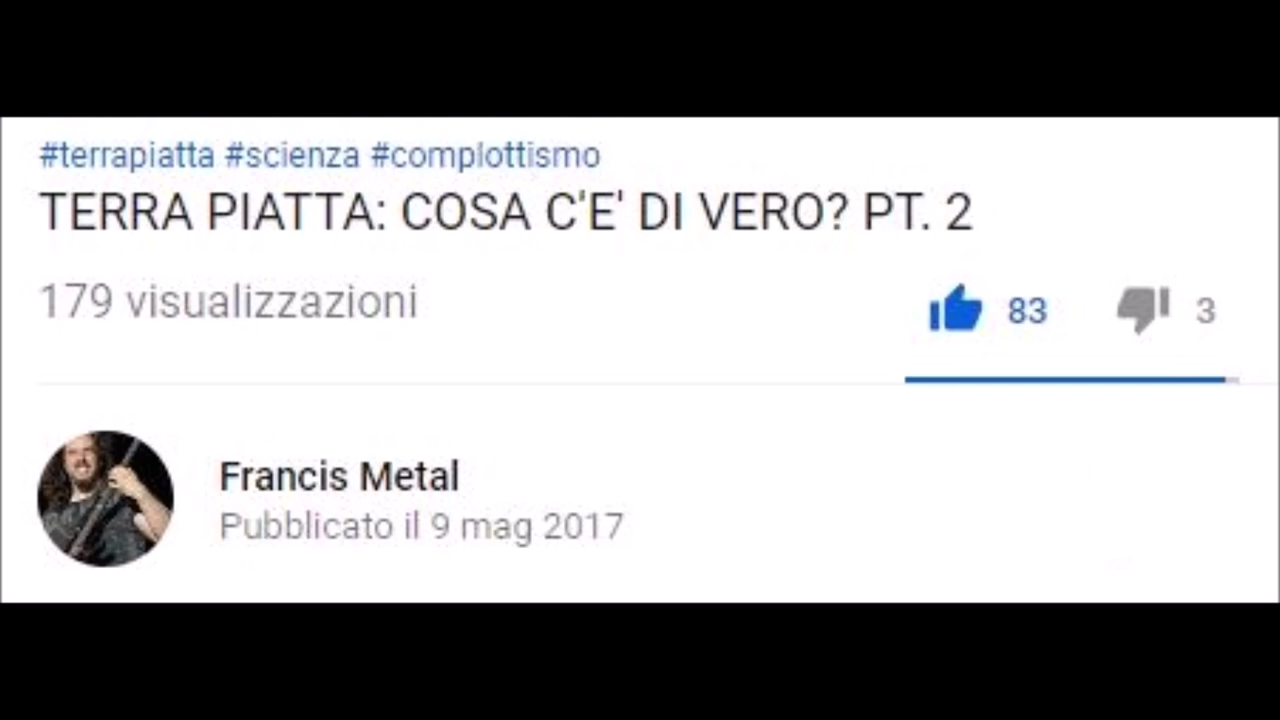 #terrapiatta #scienza #complottismo
TERRA PIATTA: COSA C'E' DI VERO? PT. 2
179 visualizzazioni
83
3
Francis Metal
Pubblicato il 9 mag 2017